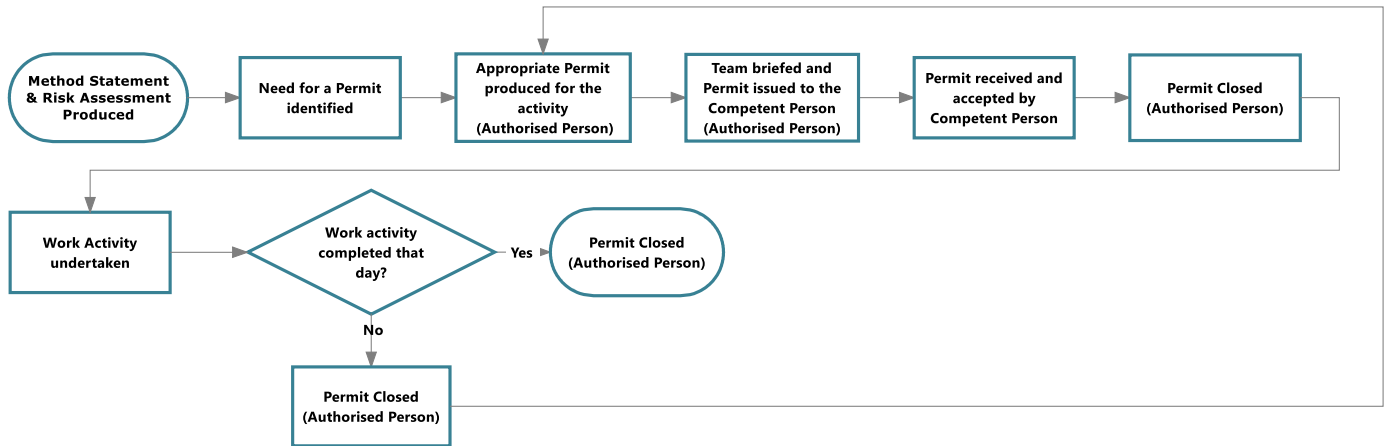 Method Statement
& Risk Assessment
Produced
Need for a Permit
identified
Appropriate Permit
produced for the
activity
(Authorised Person)
Team briefed and
Permit issued to the
Competent Person
(Authorised Person)
Permit received and
accepted by
Competent Person
Permit Closed
(Authorised Person)
Work Activity
undertaken
Work activity
completed that
day?
Yes
Permit Closed
(Authorised Person)
No
Permit Closed
(Authorised Person)